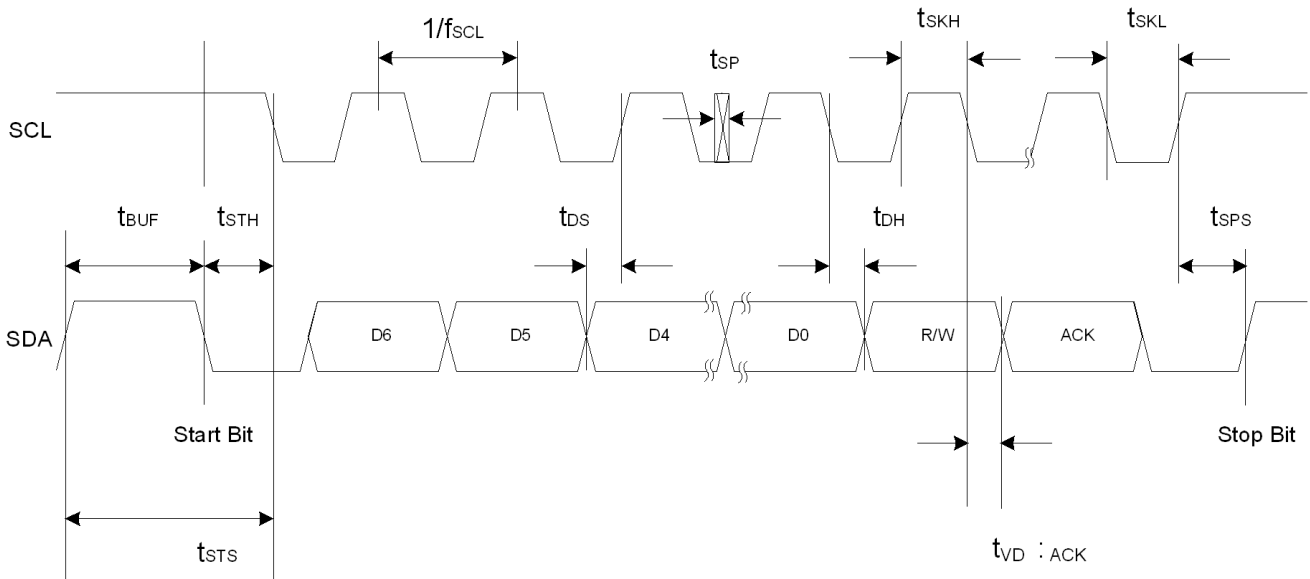 1/fSCL
tSP
tSKH
tSKL
SCL
tBUF
tSTH
tDS
tDH
tSPS
SDA
D6
D5
D4
D0
R/W
ACK
Start Bit
Stop Bit
tSTS
tVD : ACK